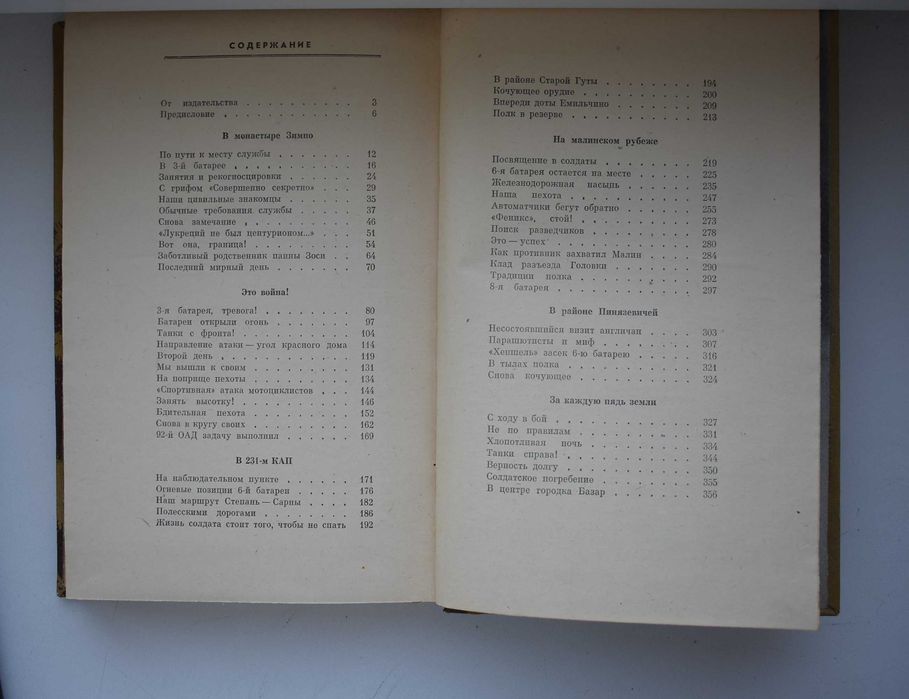 СОДЕРЖАНИЕ
От издательства . . . . . . . . . . 3
Предисловие . . . . . . . . . . . . 6
В монастыре Зимно
По пути к месту службы . . . . . . . 12
В 3-й батарее . . . . . . . . . . . 16
Занятия и рекогносцировки . . . . . . 24
С грифом «Совершенно секретно» . . . 29
Наши цивильные знакомцы . . . . . . 35
Обычные требования службы . . . . . 37
Снова замечание . . . . . . . . . . 46
«Лукреций не был центурионом...» . . . 51
Вот она, граница! . . . . . . . . . 54
Заботливый родственник панны Зоси . . 64
Последний мирный день . . . . . . . 70
Это война!
3-я батарея, тревога! . . . . . . . . 80
Батареи открыли огонь . . . . . . . . 97
Танки с фронта! . . . . . . . . . . 104
Направление атаки — угол красного дома 114
Второй день . . . . . . . . . . . . 119
Мы вышли к своим . . . . . . . . . 131
На поприще пехоты . . . . . . . . . 134
«Спортивная» атака мотоциклистов . . . 144
Занять высотку! . . . . . . . . . . 146
Бдительная пехота . . . . . . . . . 152
Снова в кругу своих . . . . . . . . 162
92-й ОАД задачу выполнил . . . . . . 169
В 231-м КАП
На наблюдательном пункте . . . . . . 171
Огневые позиции 6-й батареи . . . . . 176
Наш маршрут Степань — Сарны . . . . 182
Полесскими дорогами . . . . . . . . 186
Жизнь солдата стоит того, чтобы не спать 192
В районе Старой Гуты . . . . . . . . 194
Кочующее орудие . . . . . . . . . . 200
Впереди доты Емильчино . . . . . . . 209
Полк в резерве . . . . . . . . . . . 213
На малинском рубеже
Посвящение в солдаты . . . . . . . . 219
6-я батарея остается на месте . . . . . 225
Железнодорожная насыпь . . . . . . . 235
Наша пехота . . . . . . . . . . . . 247
Автоматчики бегут обратно . . . . . . 255
«Феникс», стой! . . . . . . . . . . 273
Поиск разведчиков . . . . . . . . . 278
Это — успех . . . . . . . . . . . . 280
Как противник захватил Малин . . . . 284
Клад разъезда Головки . . . . . . . . 290
Традиции полка . . . . . . . . . . . 292
8-я батарея . . . . . . . . . . . . 297
В районе Пинязевичей
Несостоявшийся визит англичан . . . . 303
Парашютисты и миф . . . . . . . . . 307
«Хеншель» засек 6-ю батарею . . . . . 316
В тылах полка . . . . . . . . . . . 321
Снова кочующее . . . . . . . . . . 324
За каждую пядь земли
С ходу в бой . . . . . . . . . . . . 327
Не по правилам . . . . . . . . . . . 331
Хлопотливая ночь . . . . . . . . . . 334
Танки справа! . . . . . . . . . . . 344
Верность долгу . . . . . . . . . . . 350
Солдатское погребение . . . . . . . . 355
В центре городка Базар . . . . . . . . 356